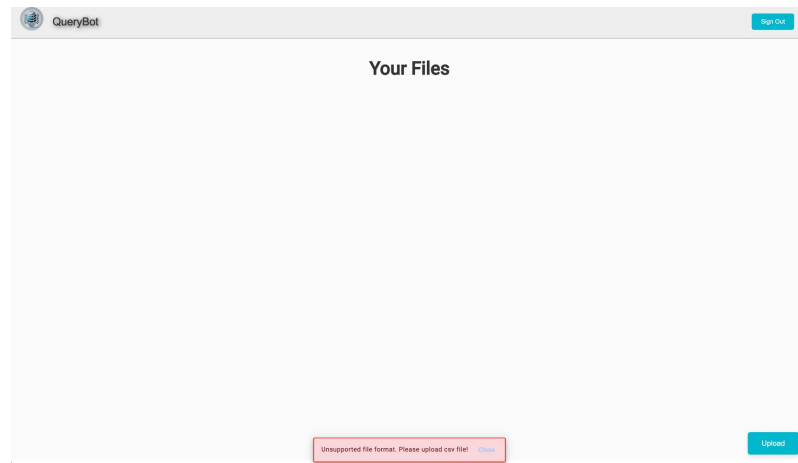 QueryBot
Sign Out
Your Files
Upload
Unsupported file format. Please upload csv file! Close